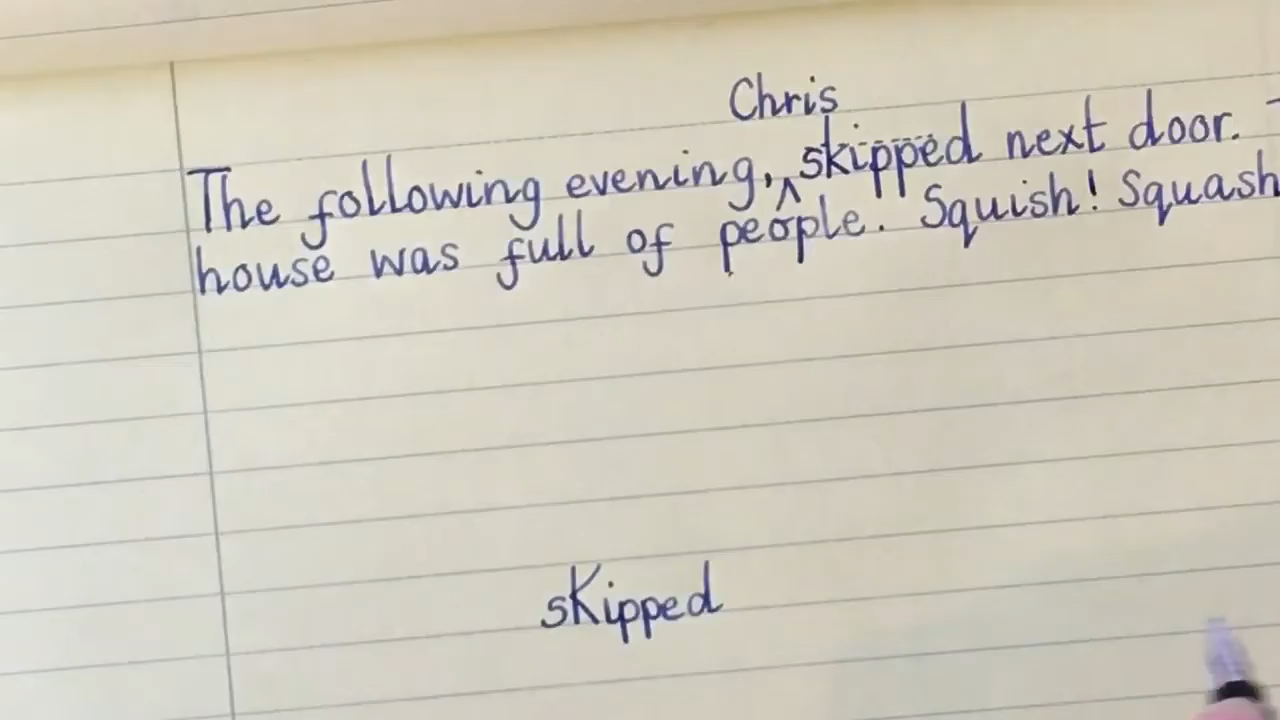 Chris
The following evening, ^ skipped next door.
house was full of people. Squish! Squash
skipped